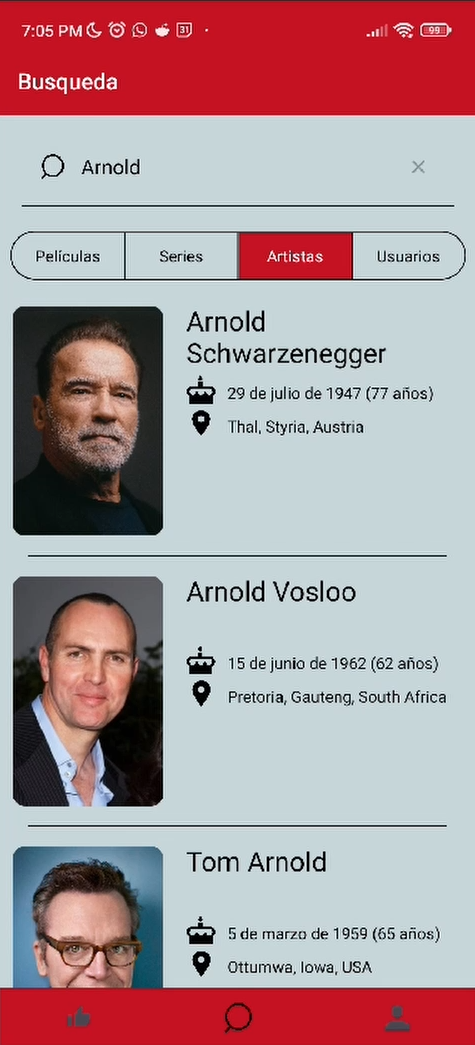 7:05 PM
31
99
Busqueda
Arnold
Películas
Series
Artistas
Usuarios
Arnold
Schwarzenegger
29 de julio de 1947 (77 años)
Thal, Styria, Austria
Arnold Vosloo
15 de junio de 1962 (62 años)
Pretoria, Gauteng, South Africa
Tom Arnold
5 de marzo de 1959 (65 años)
Ottumwa, Iowa, USA